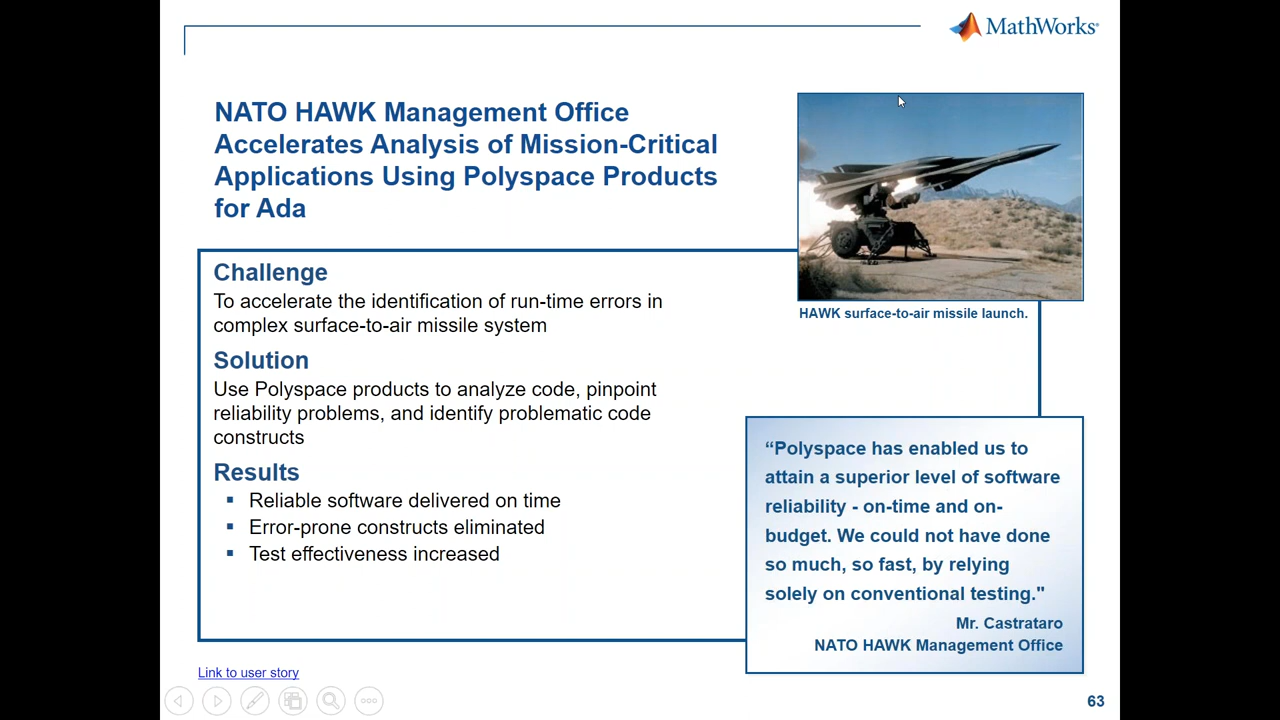 MathWorks®
NATO HAWK Management Office
Accelerates Analysis of Mission-Critical
Applications Using Polyspace Products
for Ada
HAWK surface-to-air missile launch.
Challenge
To accelerate the identification of run-time errors in
complex surface-to-air missile system
Solution
Use Polyspace products to analyze code, pinpoint
reliability problems, and identify problematic code
constructs
Results
▪ Reliable software delivered on time
▪ Error-prone constructs eliminated
▪ Test effectiveness increased
“Polyspace has enabled us to
attain a superior level of software
reliability - on-time and on-
budget. We could not have done
so much, so fast, by relying
solely on conventional testing."
Mr. Castrataro
NATO HAWK Management Office
Link to user story
63